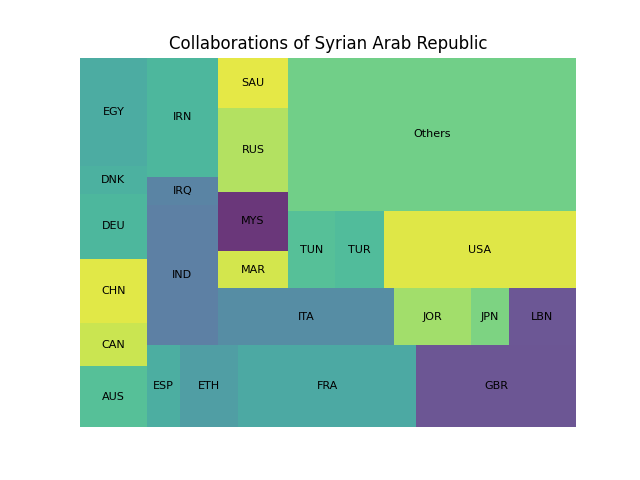 Collaborations of Syrian Arab Republic
EGY
IRN
SAU
Others
RUS
DNK
IRQ
DEU
MYS
TUN
TUR
USA
MAR
IND
CHN
ITA
JOR
JPN
LBN
CAN
ESP
ETH
FRA
GBR
AUS